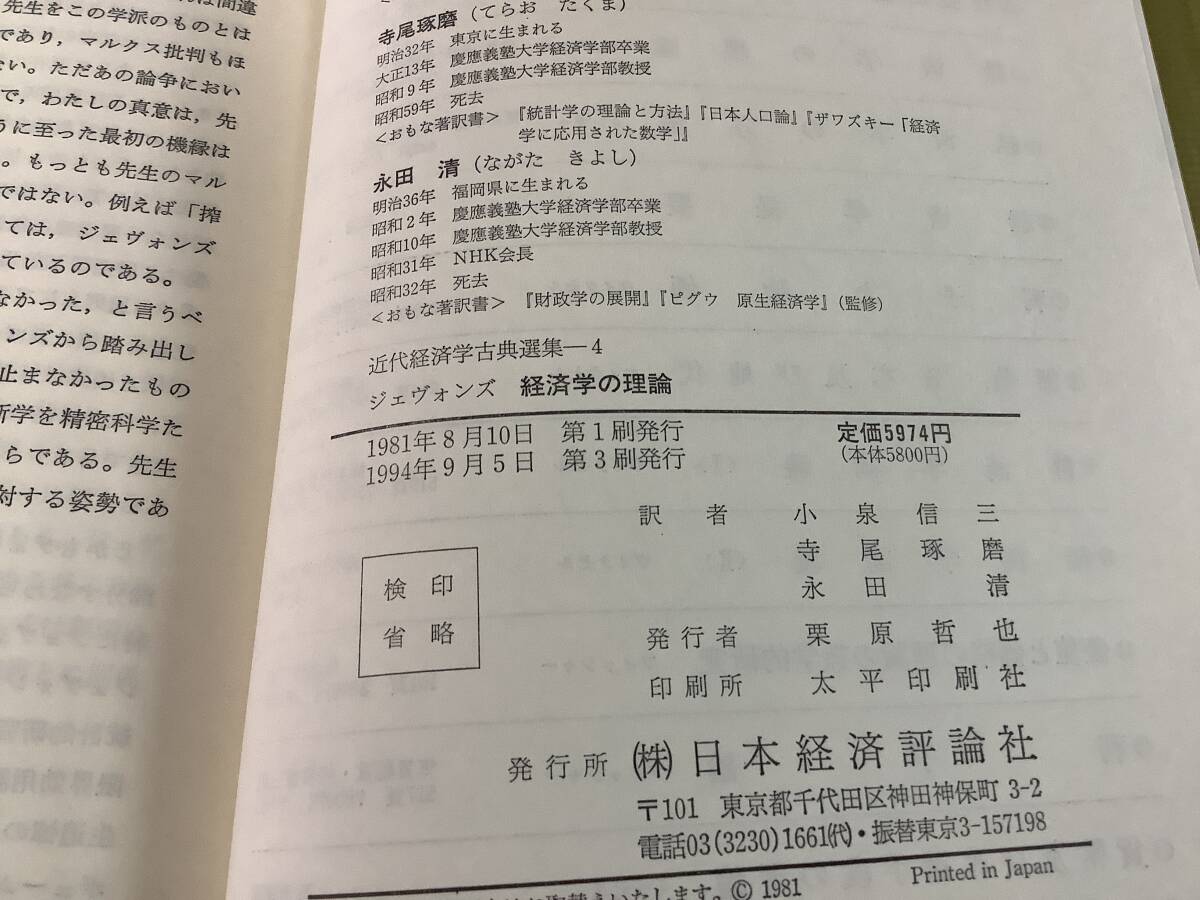 は間違
先生をこの学派のものとは
であり，マルクス批判もほ
ない。ただあの論争におい
で，わたしの真意は，先
うに至った最初の機縁は
。もっとも先生のマル
ではない。例えば「搾
ては，ジェヴォンズ
ているのである。
なかった，と言うべ
ンズから踏み出し
止まなかったもの
済学を精密科学た
らである。先生
対する姿勢であ
寺尾琢磨（てらお　たくま）
明治32年　東京に生まれる
大正13年　慶應義塾大学経済学部卒業
昭和9年　慶應義塾大学経済学部教授
昭和59年　死去
＜おもな著訳書＞　『統計学の理論と方法』『日本人口論』『ザワズキー「経済
学に応用された数学」』
永田　清（ながた　きよし）
明治36年　福岡県に生まれる
昭和2年　慶應義塾大学経済学部卒業
昭和10年　慶應義塾大学経済学部教授
昭和31年　NHK会長
昭和32年　死去
＜おもな著訳書＞　『財政学の展開』『ピグウ　厚生経済学』（監修）
近代経済学古典選集―4
ジェヴォンズ　経済学の理論
1981年8月10日　第1刷発行
1994年9月5日　第3刷発行
定価5974円
（本体5800円）
訳者　小泉信三
寺尾琢磨
永田清
検印
省略
発行者　栗原哲也
印刷所　太平印刷社
発行所　㈱日本経済評論社
〒101　東京都千代田区神田神保町 3-2
電話03(3230)1661(代)・振替東京3-157198
取替えいたします。© 1981
Printed in Japan